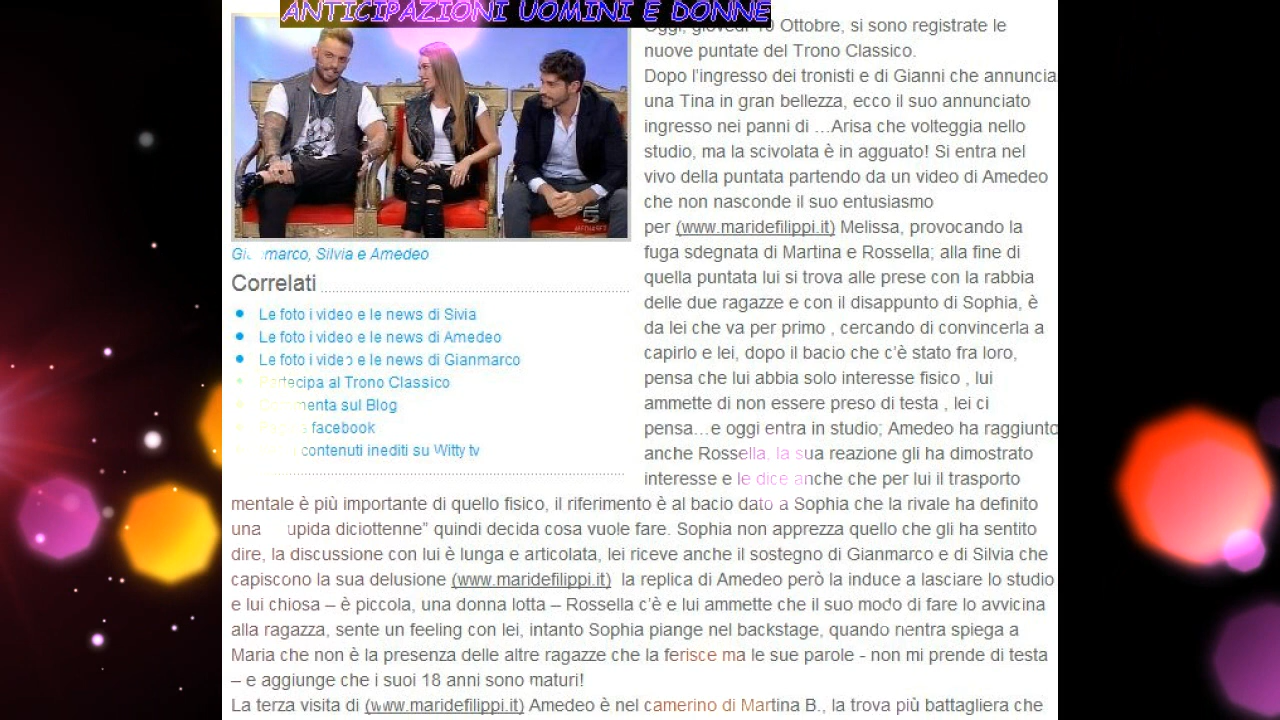 ANTICIPAZIONI UOMINI E DONNE
MEDIASET
Gi marco, Silvia e Amedeo
Correlati
Le foto i video e le news di Sivia
Le foto i video e le news di Amedeo
Le foto i video e le news di Gianmarco
Partecipa al Trono Classico
Commenta sul Blog
facebook
contenuti inediti su Witty tv
Oggi, giovedì 10 Ottobre, si sono registrate le
nuove puntate del Trono Classico.
Dopo l'ingresso dei tronisti e di Gianni che annuncia
una Tina in gran bellezza, ecco il suo annunciato
ingresso nei panni di …Arisa che volteggia nello
studio, ma la scivolata è in agguato! Si entra nel
vivo della puntata partendo da un video di Amedeo
che non nasconde il suo entusiasmo
per (www.maridefilippi.it) Melissa, provocando la
fuga sdegnata di Martina e Rossella; alla fine di
quella puntata lui si trova alle prese con la rabbia
delle due ragazze e con il disappunto di Sophia, è
da lei che va per primo , cercando di convincerla a
capirlo e lei, dopo il bacio che c'è stato fra loro,
pensa che lui abbia solo interesse fisico , lui
ammette di non essere preso di testa , lei ci
pensa…e oggi entra in studio; Amedeo ha raggiunto
anche Rossella, la sua reazione gli ha dimostrato
interesse e le dice anche che per lui il trasporto
mentale è più importante di quello fisico, il riferimento è al bacio dato a Sophia che la rivale ha definito
una upida diciottenne” quindi decida cosa vuole fare. Sophia non apprezza quello che gli ha sentito
dire, la discussione con lui è lunga e articolata, lei riceve anche il sostegno di Gianmarco e di Silvia che
capiscono la sua delusione (www.maridefilippi.it) la replica di Amedeo però la induce a lasciare lo studio
e lui chiosa – è piccola, una donna lotta – Rossella c'è e lui ammette che il suo modo di fare lo avvicina
alla ragazza, sente un feeling con lei, intanto Sophia piange nel backstage, quando rientra spiega a
Maria che non è la presenza delle altre ragazze che la ferisce ma le sue parole - non mi prende di testa
– e aggiunge che i suoi 18 anni sono maturi!
La terza visita di (www.maridefilippi.it) Amedeo è nel camerino di Martina B., la trova più battagliera che